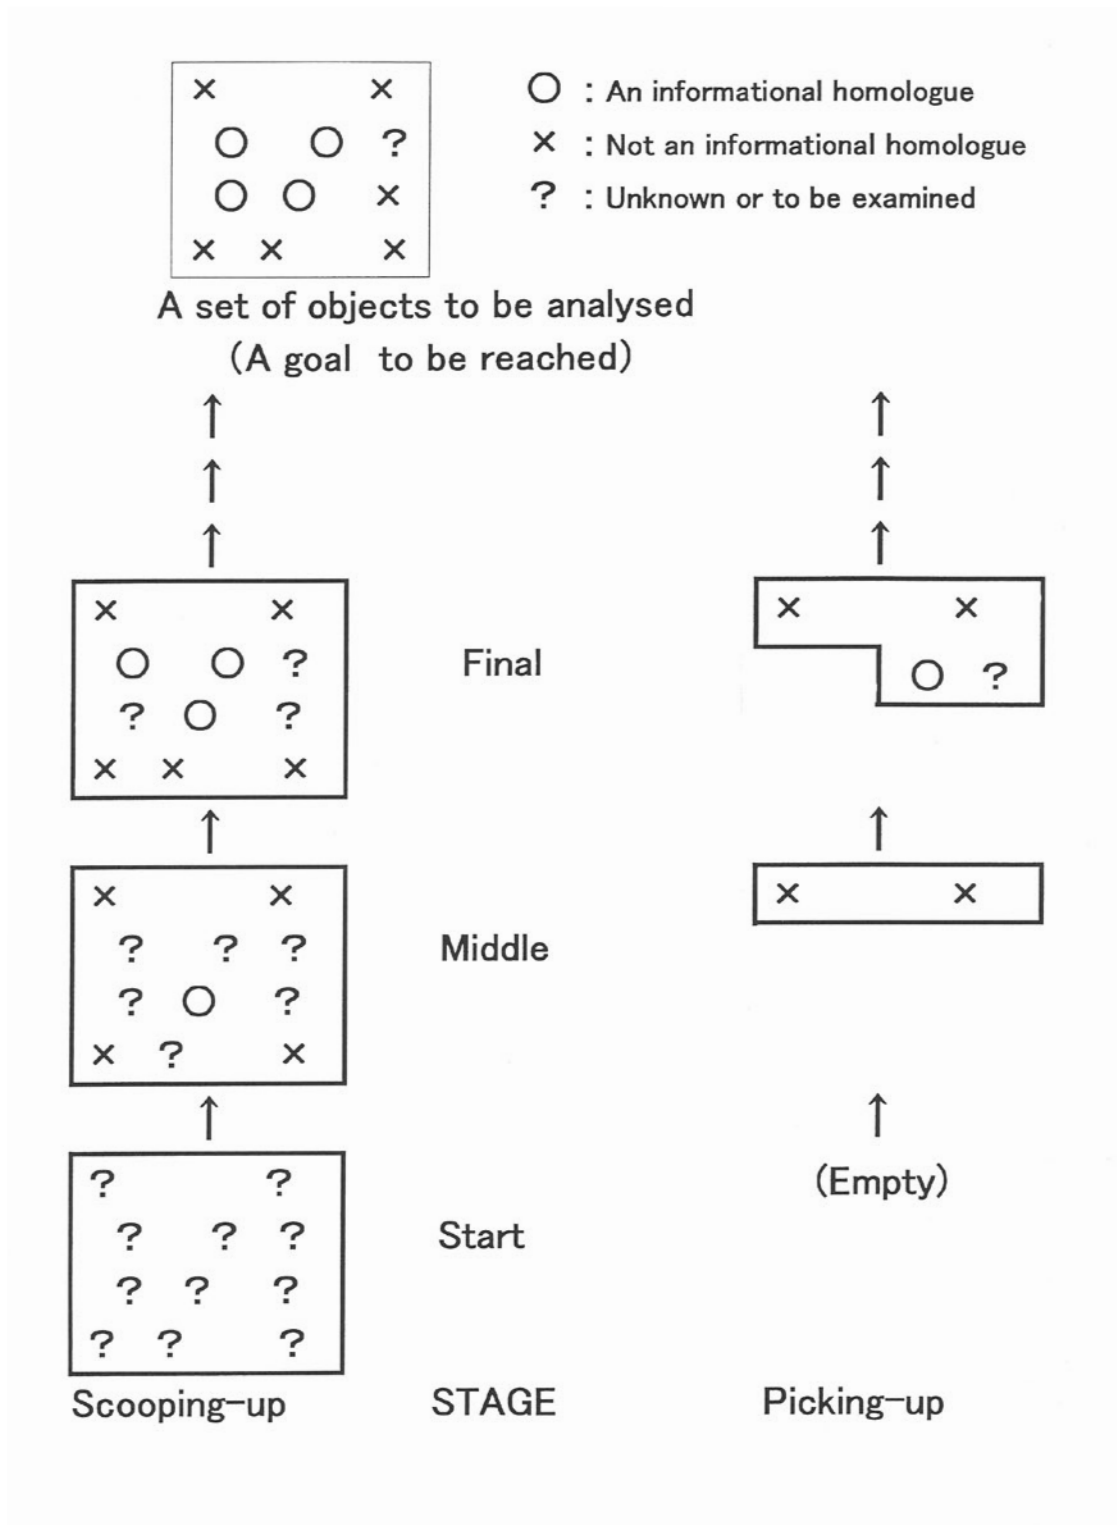 × ×
○ ○ ?
○ ○ ×
× × ×
○ : An informational homologue
× : Not an informational homologue
? : Unknown or to be examined
A set of objects to be analysed
(A goal to be reached)
↑ ↑
↑ ↑
↑ ↑
× ×
○ ○ ?
? ○ ?
× × ×
Final
× ×
○ ?
↑ ↑
× ×
? ? ?
? ○ ?
× ? ×
Middle
× ×
↑ ↑
? ?
? ? ?
? ? ?
? ? ?
Start
(Empty)
Scooping-up STAGE Picking-up